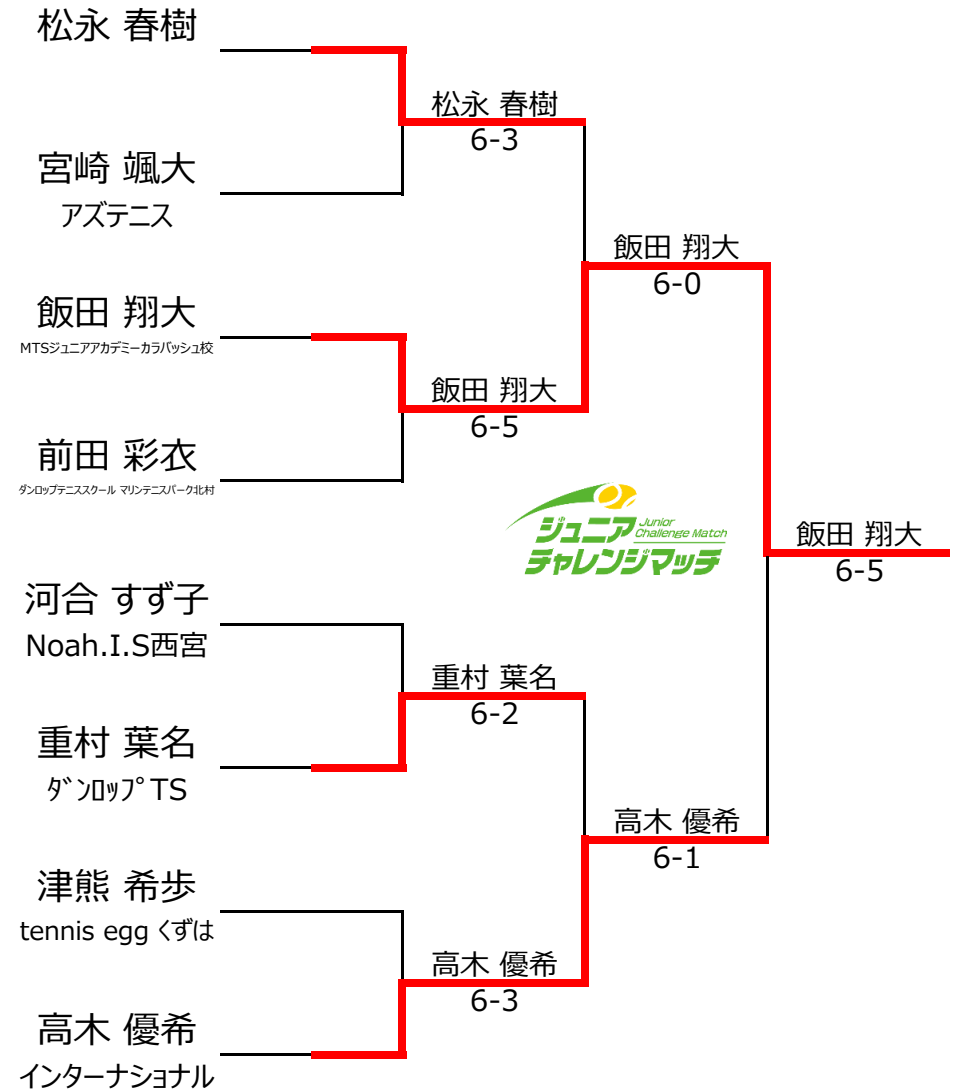 松永 春樹
松永 春樹
6-3
宮崎 颯大
アズテニス
飯田 翔大
6-0
飯田 翔大
MTSジュニアアカデミーカラバッシュ校
飯田 翔大
6-5
前田 彩衣
ダンロップテニススクール マリンテニスパーク北村
ジュニア Junior Challenge Match
チャレンジマッチ
飯田 翔大
6-5
河合 すず子
Noah.I.S西宮
重村 葉名
6-2
重村 葉名
ﾀﾞﾝﾛｯﾌﾟTS
高木 優希
6-1
津熊 希歩
tennis egg くずは
高木 優希
6-3
高木 優希
インターナショナル